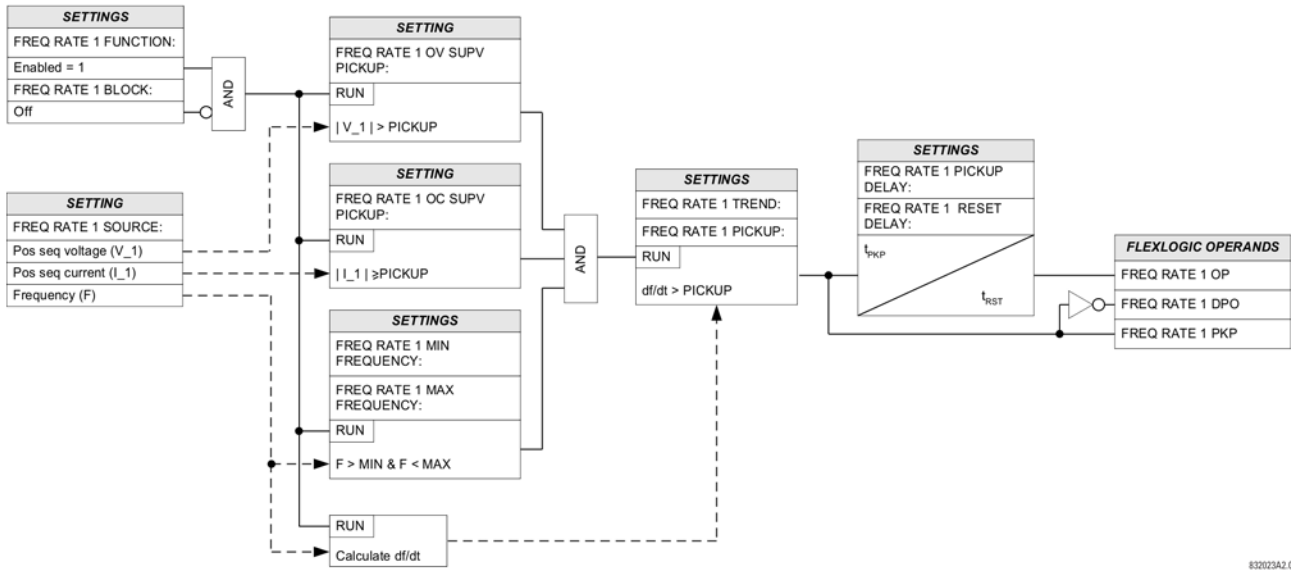 SETTINGS
FREQ RATE 1 FUNCTION:
Enabled = 1
FREQ RATE 1 BLOCK:
Off
AND
SETTING
FREQ RATE 1 SOURCE:
Pos seq voltage (V_1)
Pos seq current (I_1)
Frequency (F)
SETTING
FREQ RATE 1 OV SUPV
PICKUP:
RUN
| V_1 | > PICKUP
SETTING
FREQ RATE 1 OC SUPV
PICKUP:
RUN
| I_1 | ≥PICKUP
SETTINGS
FREQ RATE 1 MIN
FREQUENCY:
FREQ RATE 1 MAX
FREQUENCY:
RUN
F > MIN & F < MAX
RUN
Calculate df/dt
AND
SETTINGS
FREQ RATE 1 TREND:
FREQ RATE 1 PICKUP:
RUN
df/dt > PICKUP
SETTINGS
FREQ RATE 1 PICKUP
DELAY:
FREQ RATE 1 RESET
DELAY:
tPKP
tRST
FLEXLOGIC OPERANDS
FREQ RATE 1 OP
FREQ RATE 1 DPO
FREQ RATE 1 PKP